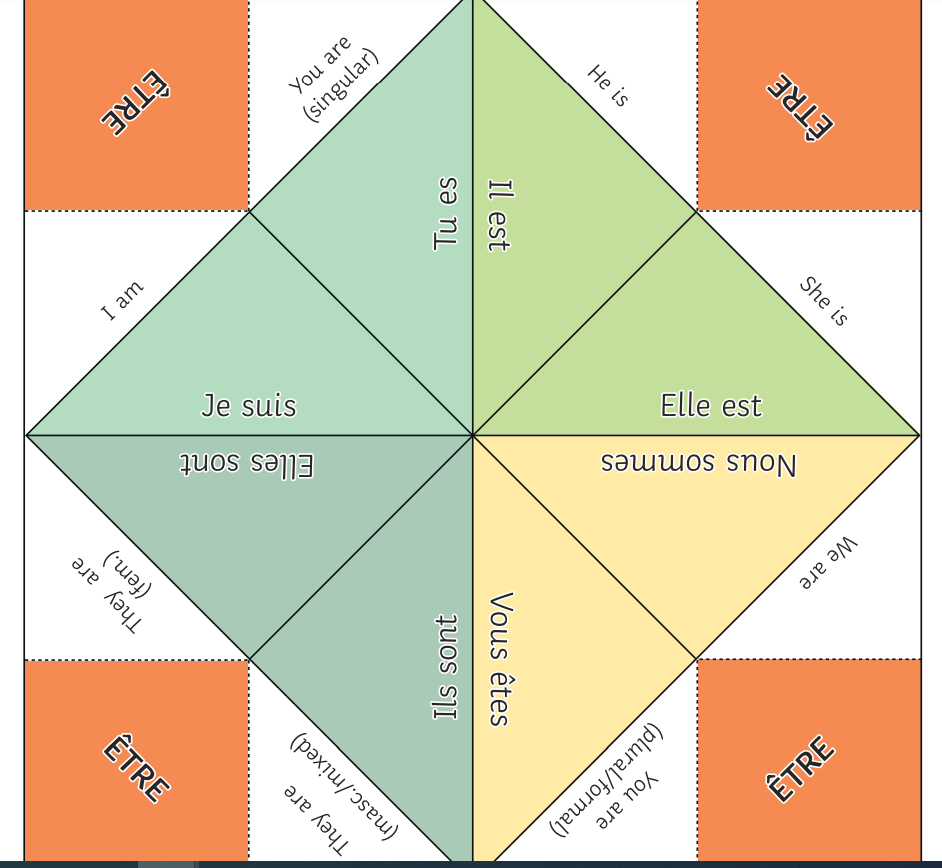 ÊTRE
You are
(singular)
He is
ÊTRE
Tu es
Il est
I am
She is
Je suis
Elle est
Elles sont
Nous sommes
They are
(fem.)
We are
Ils sont
Vous êtes
ÊTRE
They are
(masc./mixed)
You are
(plural/formal)
ÊTRE